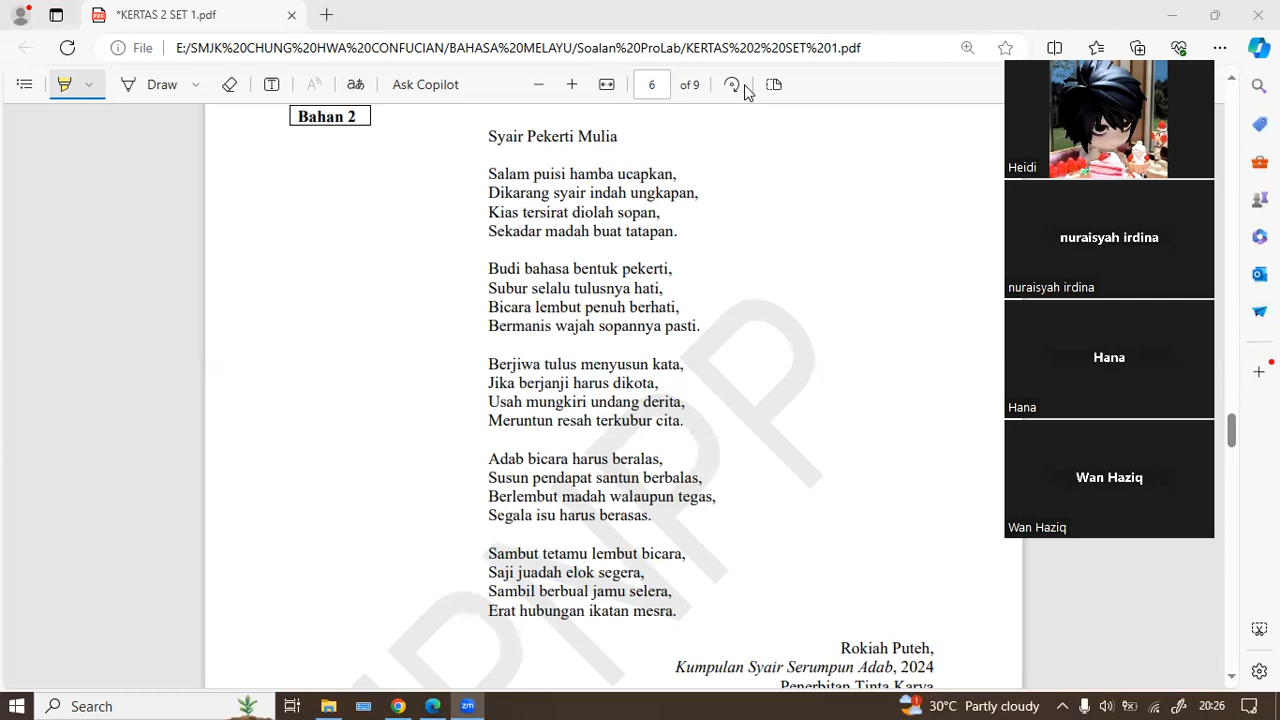 *KERTAS 2 SET 1.pdf
File
E:/SMJK%20CHUNG%20HWA%20CONFUCIAN/BAHASA%20MELAYU/Soalan%20ProLab/KERTAS%202%20SET%201.pdf
Draw
Ask Copilot
6
of 9
Bahan 2
Syair Pekerti Mulia
Salam puisi hamba ucapkan,
Dikarang syair indah ungkapan,
Kias tersirat diolah sopan,
Sekadar madah buat tatapan.
Budi bahasa bentuk pekerti,
Subur selalu tulusnya hati,
Bicara lembut penuh berhati,
Bermanis wajah sopannya pasti.
Berjiwa tulus menyusun kata,
Jika berjanji harus dikota,
Usah mungkiri undang derita,
Meruntun resah terkubur cita.
Adab bicara harus beralas,
Susun pendapat santun berbalas,
Berlembut madah walaupun tegas,
Segala isu harus berasas.
Sambut tetamu lembut bicara,
Saji juadah elok segera,
Sambil berbual jamu selera,
Erat hubungan ikatan mesra.
Rokiah Puteh,
Kumpulan Syair Serumpun Adab, 2024
Penerbitan Tinta Karya
Heidi
nuraisyah irdina
nuraisyah irdina
Hana
Hana
Wan Haziq
Wan Haziq
Search
30°C Partly cloudy
20:26